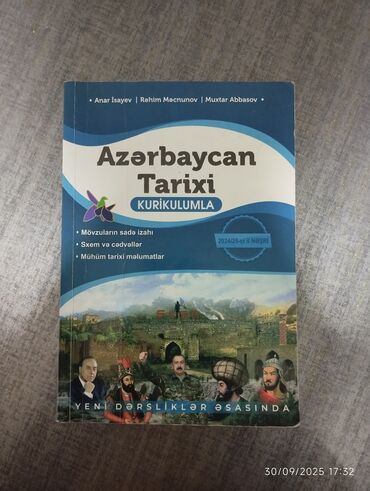 • Anar İsayev | Rəhim Məcnunov | Muxtar Abbasov •
Azərbaycan
Tarixi
KURİKULUMLA
• Mövzuların sadə izahı
• Sxem və cədvəllər
• Mühüm tarixi məlumatlar
2024/25-ci il NƏŞRİ
YENİ DƏRSLİKLƏR ƏSASINDA
30/09/2025 17:32